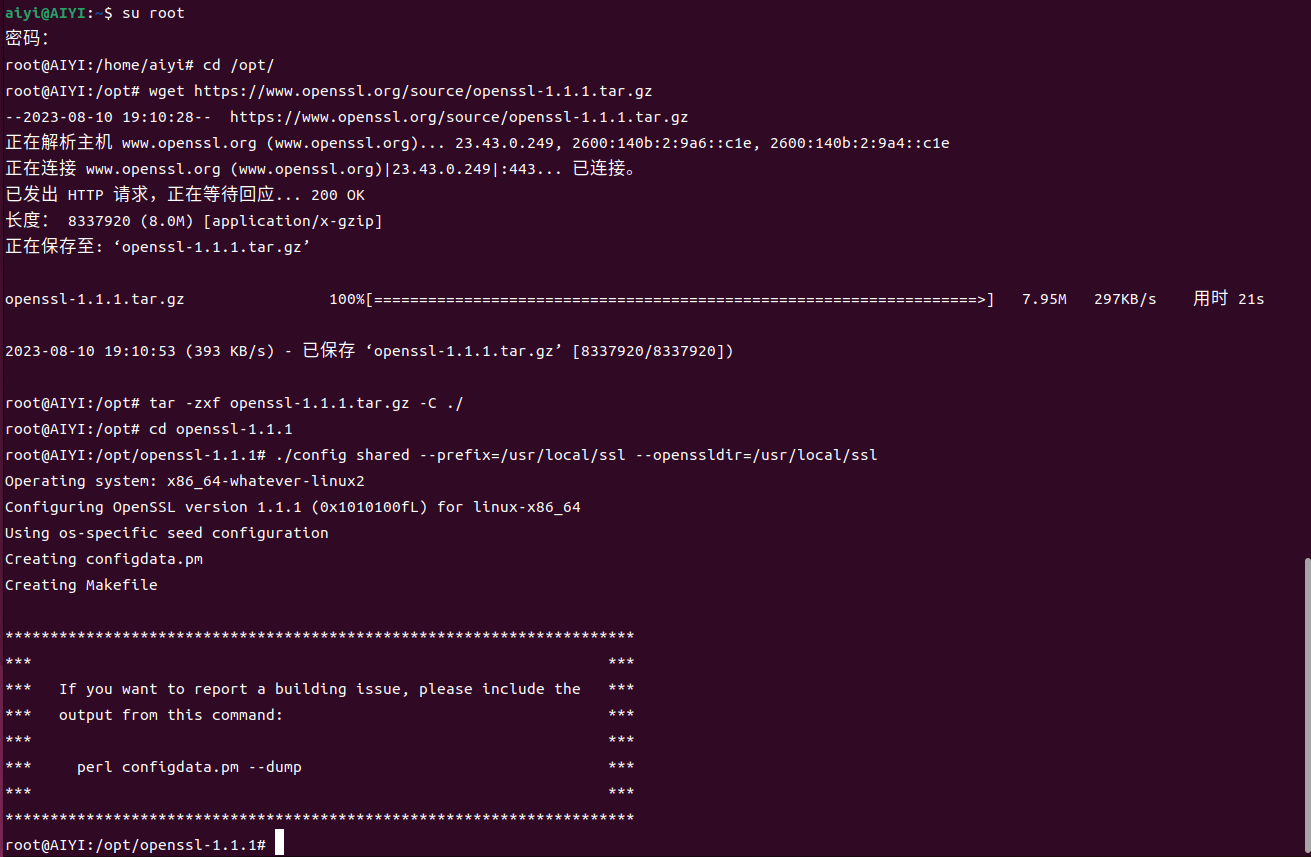 aiyi@AIYI:~$ su root
密码：
root@AIYI:/home/aiyi# cd /opt/
root@AIYI:/opt# wget https://www.openssl.org/source/openssl-1.1.1.tar.gz
--2023-08-10 19:10:28--  https://www.openssl.org/source/openssl-1.1.1.tar.gz
正在解析主机 www.openssl.org (www.openssl.org)... 23.43.0.249, 2600:140b:2:9a6::c1e, 2600:140b:2:9a4::c1e
正在连接 www.openssl.org (www.openssl.org)|23.43.0.249|:443... 已连接。
已发出 HTTP 请求，正在等待回应... 200 OK
长度： 8337920 (8.0M) [application/x-gzip]
正在保存至: ‘openssl-1.1.1.tar.gz’
openssl-1.1.1.tar.gz                100%[===================================================================>]   7.95M   297KB/s    用时 21s
2023-08-10 19:10:53 (393 KB/s) - 已保存 ‘openssl-1.1.1.tar.gz’ [8337920/8337920])
root@AIYI:/opt# tar -zxf openssl-1.1.1.tar.gz -C ./
root@AIYI:/opt# cd openssl-1.1.1
root@AIYI:/opt/openssl-1.1.1# ./config shared --prefix=/usr/local/ssl --openssldir=/usr/local/ssl
Operating system: x86_64-whatever-linux2
Configuring OpenSSL version 1.1.1 (0x1010100fL) for linux-x86_64
Using os-specific seed configuration
Creating configdata.pm
Creating Makefile
**********************************************************************
***                                                                ***
***   If you want to report a building issue, please include the   ***
***   output from this command:                                    ***
***                                                                ***
***     perl configdata.pm --dump                                  ***
***                                                                ***
**********************************************************************
root@AIYI:/opt/openssl-1.1.1#